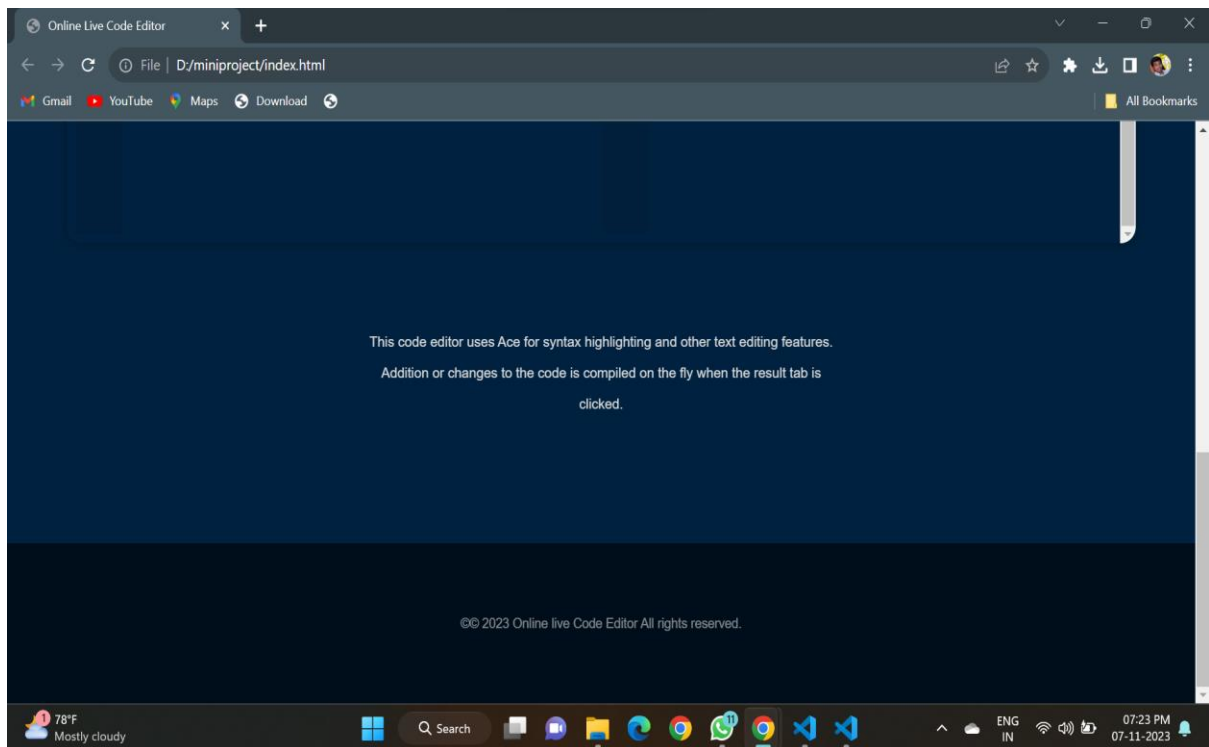 Online Live Code Editor
File | D:/miniproject/index.html
Gmail YouTube Maps Download All Bookmarks
This code editor uses Ace for syntax highlighting and other text editing features.
Addition or changes to the code is compiled on the fly when the result tab is
clicked.
©© 2023 Online live Code Editor All rights reserved.
1 78°F
Mostly cloudy
Search
11
ENG
IN
07:23 PM
07-11-2023